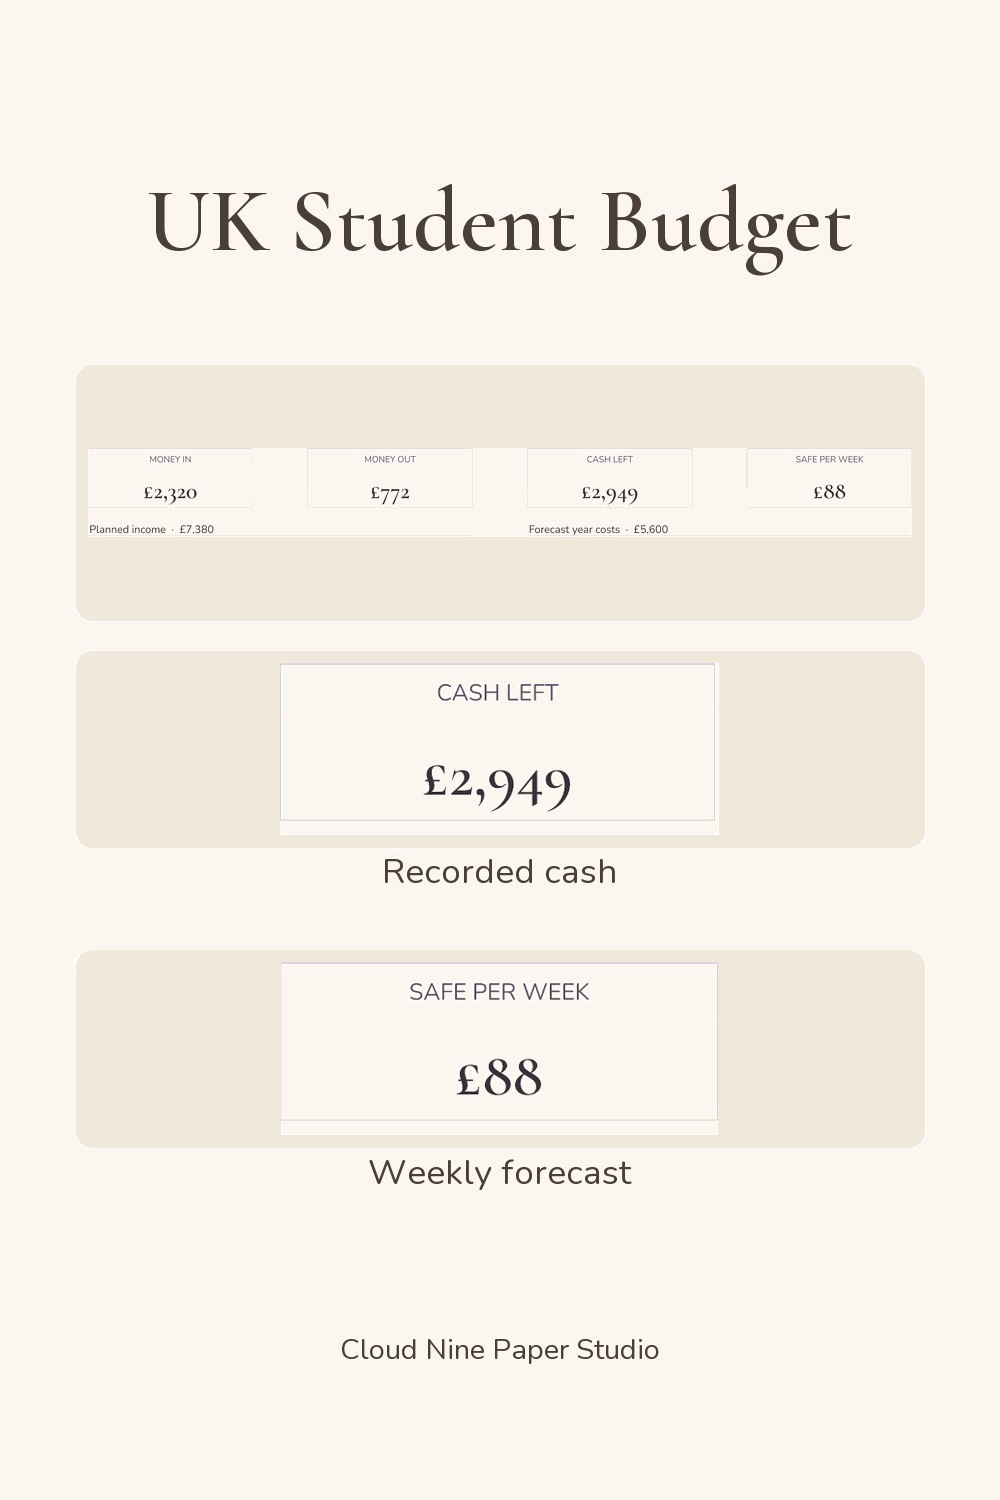 UK Student Budget
MONEY IN
£2,320
MONEY OUT
£772
CASH LEFT
£2,949
SAFE PER WEEK
£88
Planned income · £7,380
Forecast year costs · £5,600
CASH LEFT
£2,949
Recorded cash
SAFE PER WEEK
£88
Weekly forecast
Cloud Nine Paper Studio